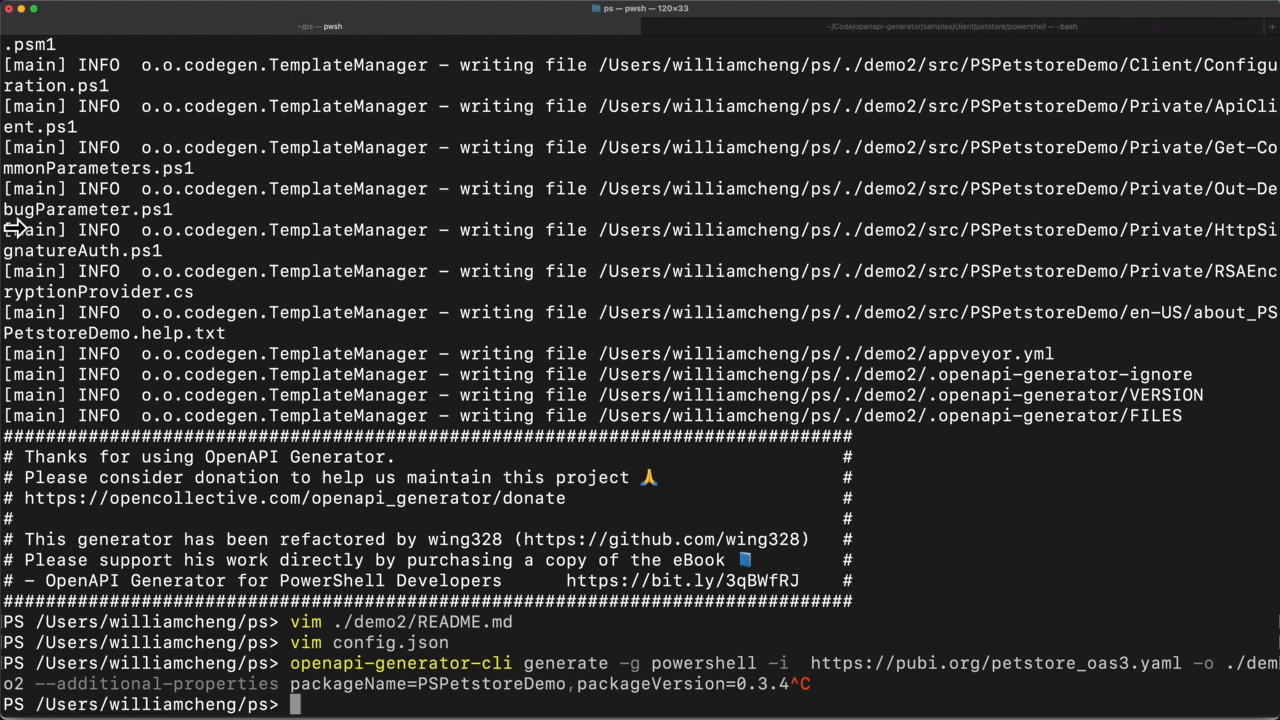 ps — pwsh — 120×33
~/ps — pwsh
~/Code/openapi-generator/samples/client/petstore/powershell — -bash
.psm1
[main] INFO  o.o.codegen.TemplateManager – writing file /Users/williamcheng/ps/./demo2/src/PSPetstoreDemo/Client/Configu
ration.ps1
[main] INFO  o.o.codegen.TemplateManager – writing file /Users/williamcheng/ps/./demo2/src/PSPetstoreDemo/Private/ApiCli
ent.ps1
[main] INFO  o.o.codegen.TemplateManager – writing file /Users/williamcheng/ps/./demo2/src/PSPetstoreDemo/Private/Get-Co
mmonParameters.ps1
[main] INFO  o.o.codegen.TemplateManager – writing file /Users/williamcheng/ps/./demo2/src/PSPetstoreDemo/Private/Out-De
bugParameter.ps1
[main] INFO  o.o.codegen.TemplateManager – writing file /Users/williamcheng/ps/./demo2/src/PSPetstoreDemo/Private/HttpSi
gnatureAuth.ps1
[main] INFO  o.o.codegen.TemplateManager – writing file /Users/williamcheng/ps/./demo2/src/PSPetstoreDemo/Private/RSAEnc
ryptionProvider.cs
[main] INFO  o.o.codegen.TemplateManager – writing file /Users/williamcheng/ps/./demo2/src/PSPetstoreDemo/en-US/about_PS
PetstoreDemo.help.txt
[main] INFO  o.o.codegen.TemplateManager – writing file /Users/williamcheng/ps/./demo2/appveyor.yml
[main] INFO  o.o.codegen.TemplateManager – writing file /Users/williamcheng/ps/./demo2/.openapi-generator-ignore
[main] INFO  o.o.codegen.TemplateManager – writing file /Users/williamcheng/ps/./demo2/.openapi-generator/VERSION
[main] INFO  o.o.codegen.TemplateManager – writing file /Users/williamcheng/ps/./demo2/.openapi-generator/FILES
################################################################################
# Thanks for using OpenAPI Generator.                                          #
# Please consider donation to help us maintain this project 🙏                 #
# https://opencollective.com/openapi_generator/donate                          #
#                                                                              #
# This generator has been refactored by wing328 (https://github.com/wing328)   #
# Please support his work directly by purchasing a copy of the eBook 📘        #
# – OpenAPI Generator for PowerShell Developers      https://bit.ly/3qBWfRJ    #
################################################################################
PS /Users/williamcheng/ps> vim ./demo2/README.md
PS /Users/williamcheng/ps> vim config.json
PS /Users/williamcheng/ps> openapi-generator-cli generate -g powershell -i  https://pubi.org/petstore_oas3.yaml -o ./dem
o2 --additional-properties packageName=PSPetstoreDemo,packageVersion=0.3.4^C
PS /Users/williamcheng/ps>